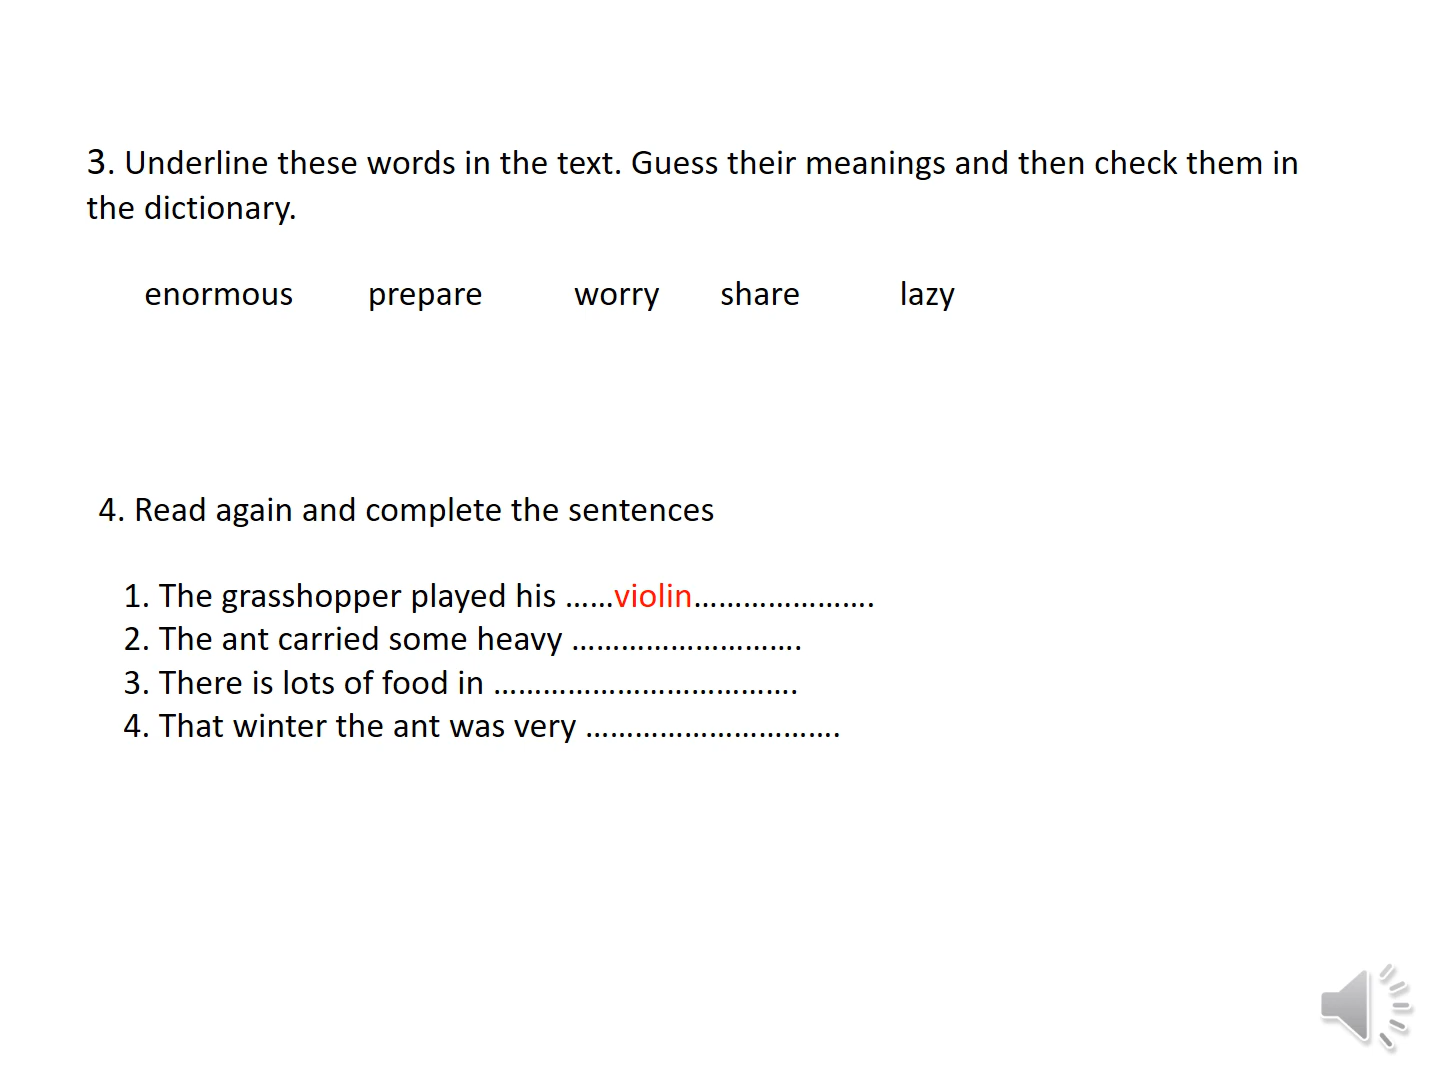 3. Underline these words in the text. Guess their meanings and then check them in
the dictionary.
enormous prepare worry share lazy
4. Read again and complete the sentences
1. The grasshopper played his ……violin………………….
2. The ant carried some heavy ……………………….
3. There is lots of food in ……………………………….
4. That winter the ant was very ………………………….